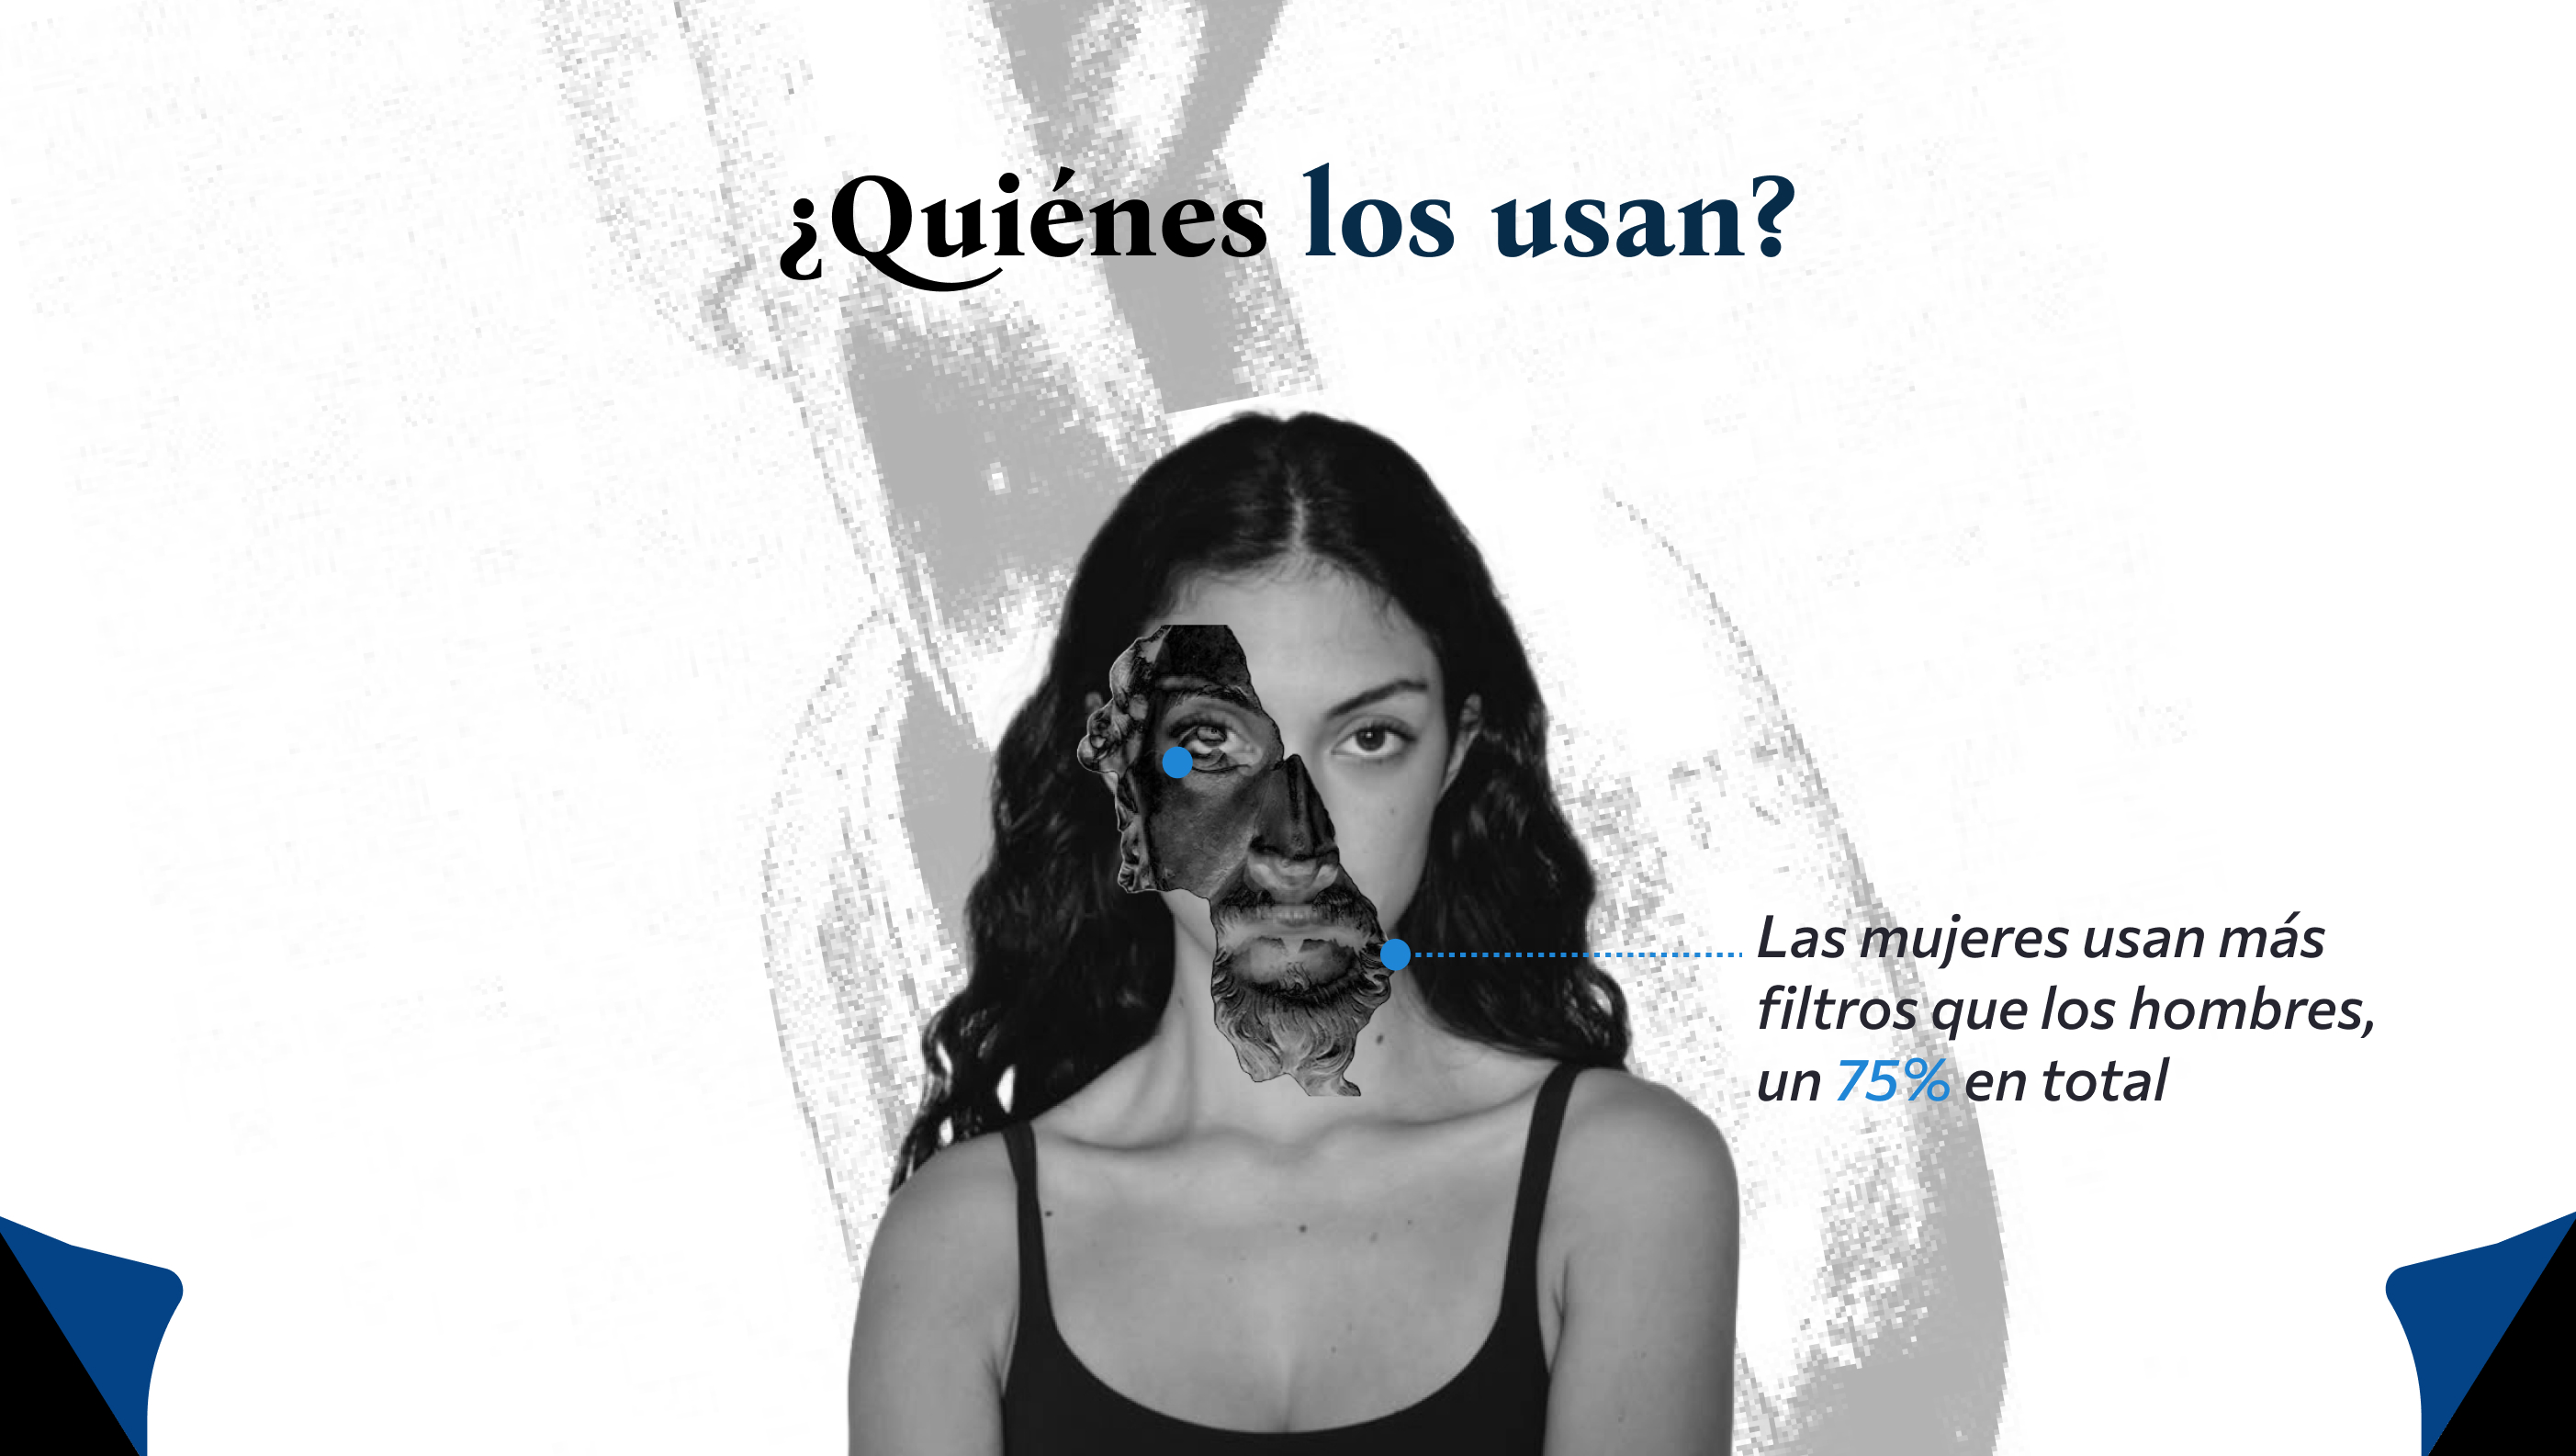 ¿Quiénes los usan?
Las mujeres usan más
filtros que los hombres,
un 75% en total